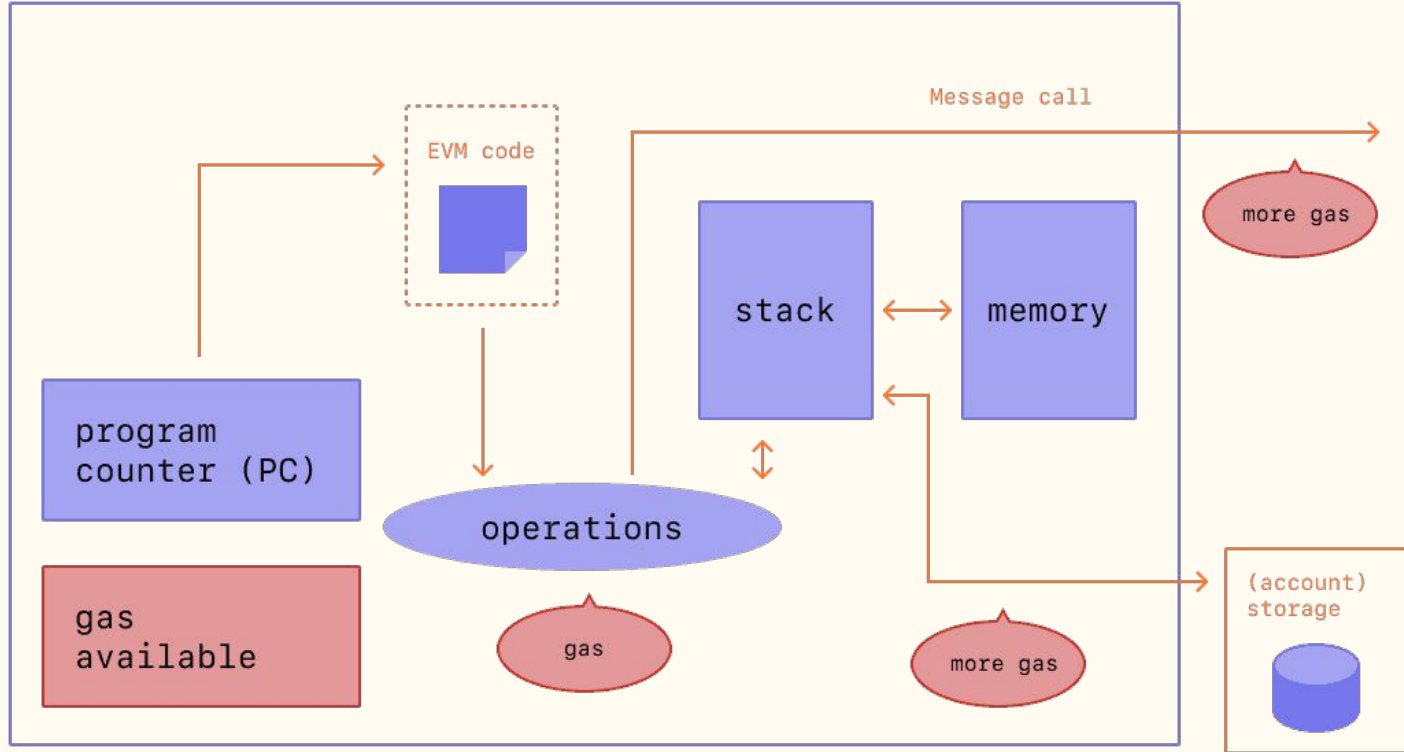 Message call
EVM code
more gas
stack
memory
program
counter (PC)
operations
(account)
storage
gas
available
gas
more gas